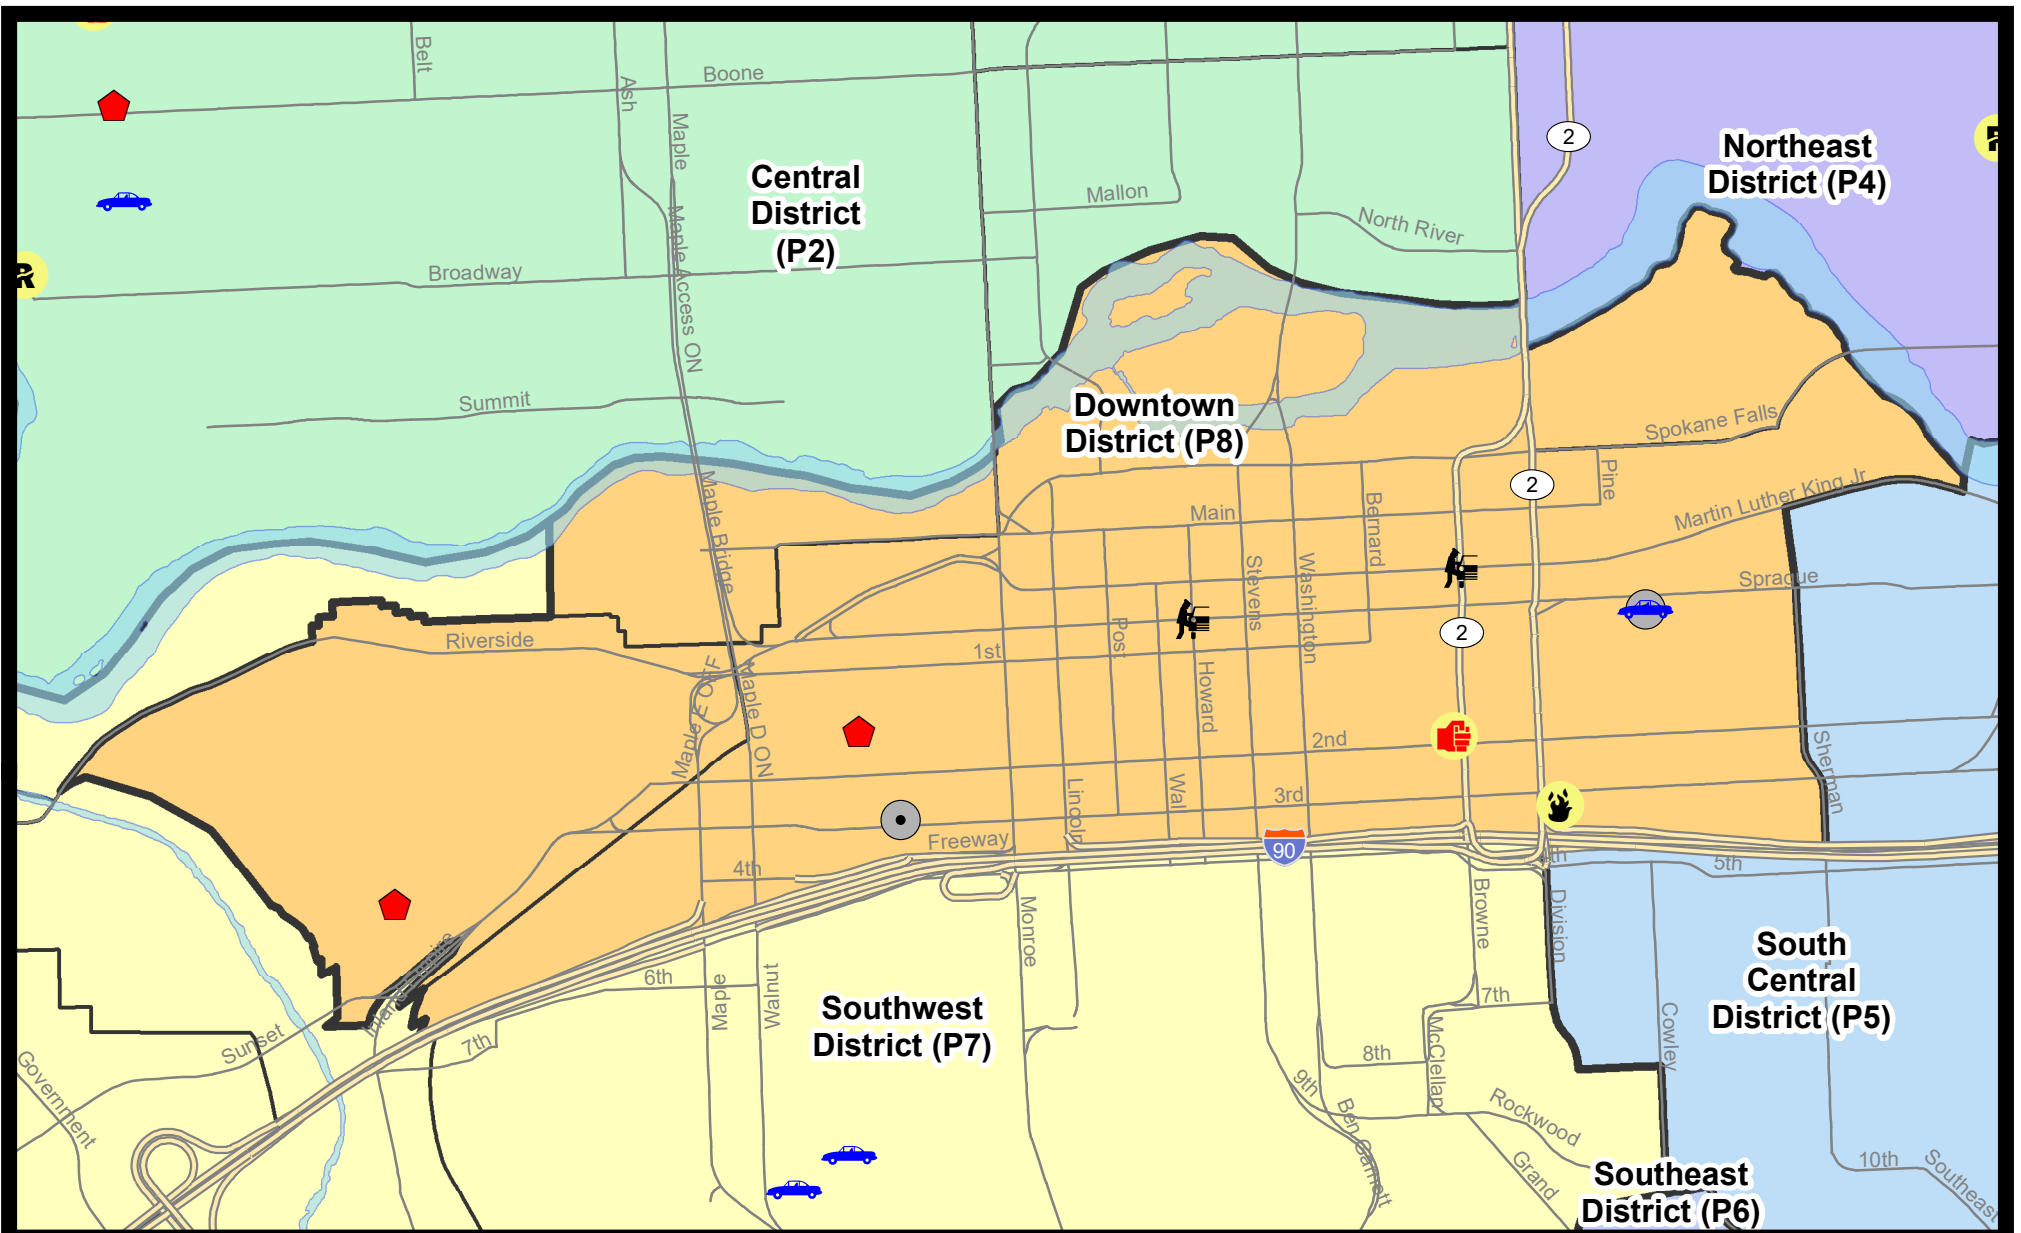 Belt
Ash
Maple
Boone
2
Northeast
District (P4)
Central
District
(P2)
Mallon
North River
Maple Access ON
Broadway
Summit
Downtown
District (P8)
Spokane Falls
Pine
2
Martin Luther King Jr
Maple Bridge
Main
Bernard
Stevens
Washington
Sprague
Riverside
1st
Post
Howard
2
Maple E OFF
Maple D ON
2nd
Sherman
Lincoln
Wal
3rd
Freeway
90
4th
5th
Monroe
Browne
Division
South
Central
District (P5)
6th
Maple
Walnut
Southwest
District (P7)
7th
Sunset
7th
Government
McClellan
Cowley
8th
9th
Ben Garnett
Rockwood
Grand
10th
Southeast
Southeast
District (P6)